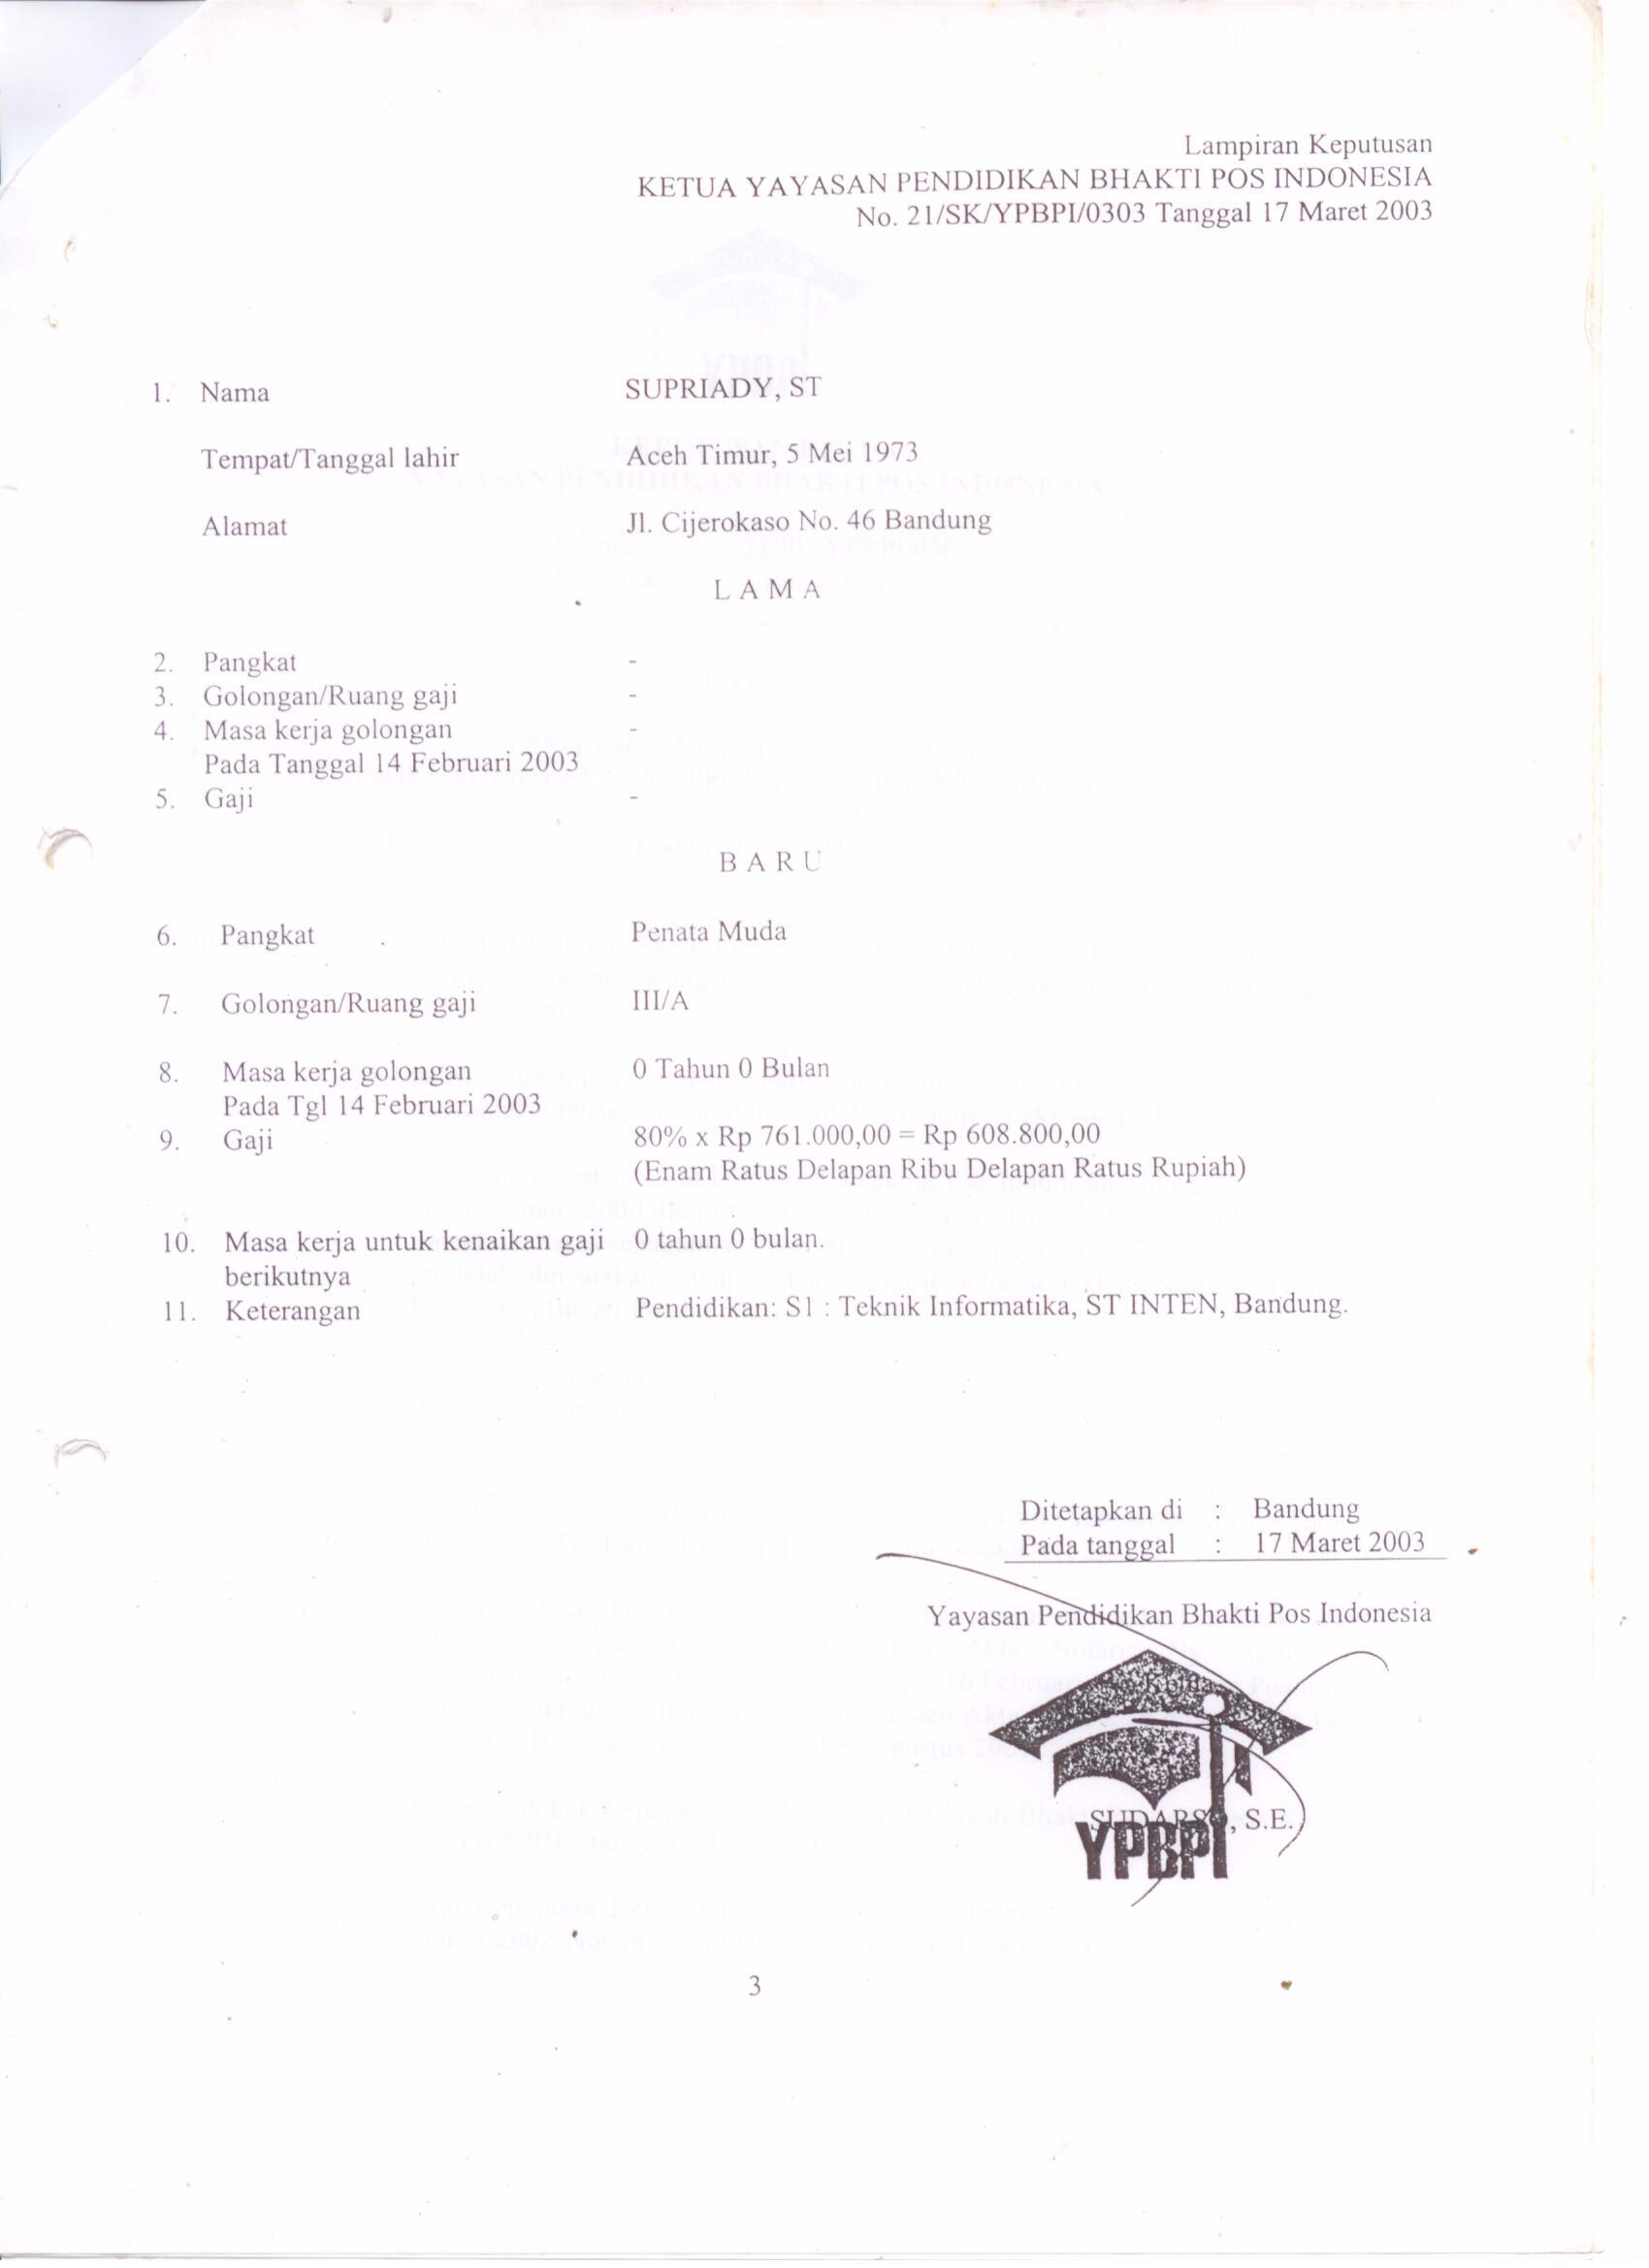 Lampiran Keputusan
KETUA YAYASAN PENDIDIKAN BHAKTI POS INDONESIA
No. 21/SK/YPBPI/0303 Tanggal 17 Maret 2003
1. Nama SUPRIADY, ST
Tempat/Tanggal lahir Aceh Timur, 5 Mei 1973
Alamat Jl. Cijerokaso No. 46 Bandung
L A M A
2. Pangkat -
3. Golongan/Ruang gaji -
4. Masa kerja golongan -
Pada Tanggal 14 Februari 2003
5. Gaji -
B A R U
6. Pangkat Penata Muda
7. Golongan/Ruang gaji III/A
8. Masa kerja golongan 0 Tahun 0 Bulan
Pada Tgl 14 Februari 2003
9. Gaji 80% x Rp 761.000,00 = Rp 608.800,00
(Enam Ratus Delapan Ribu Delapan Ratus Rupiah)
10. Masa kerja untuk kenaikan gaji 0 tahun 0 bulan.
berikutnya
11. Keterangan Pendidikan: S1 : Teknik Informatika, ST INTEN, Bandung.
Ditetapkan di : Bandung
Pada tanggal : 17 Maret 2003
Yayasan Pendidikan Bhakti Pos Indonesia
SUDARSO, S.E.
YPBPI
3